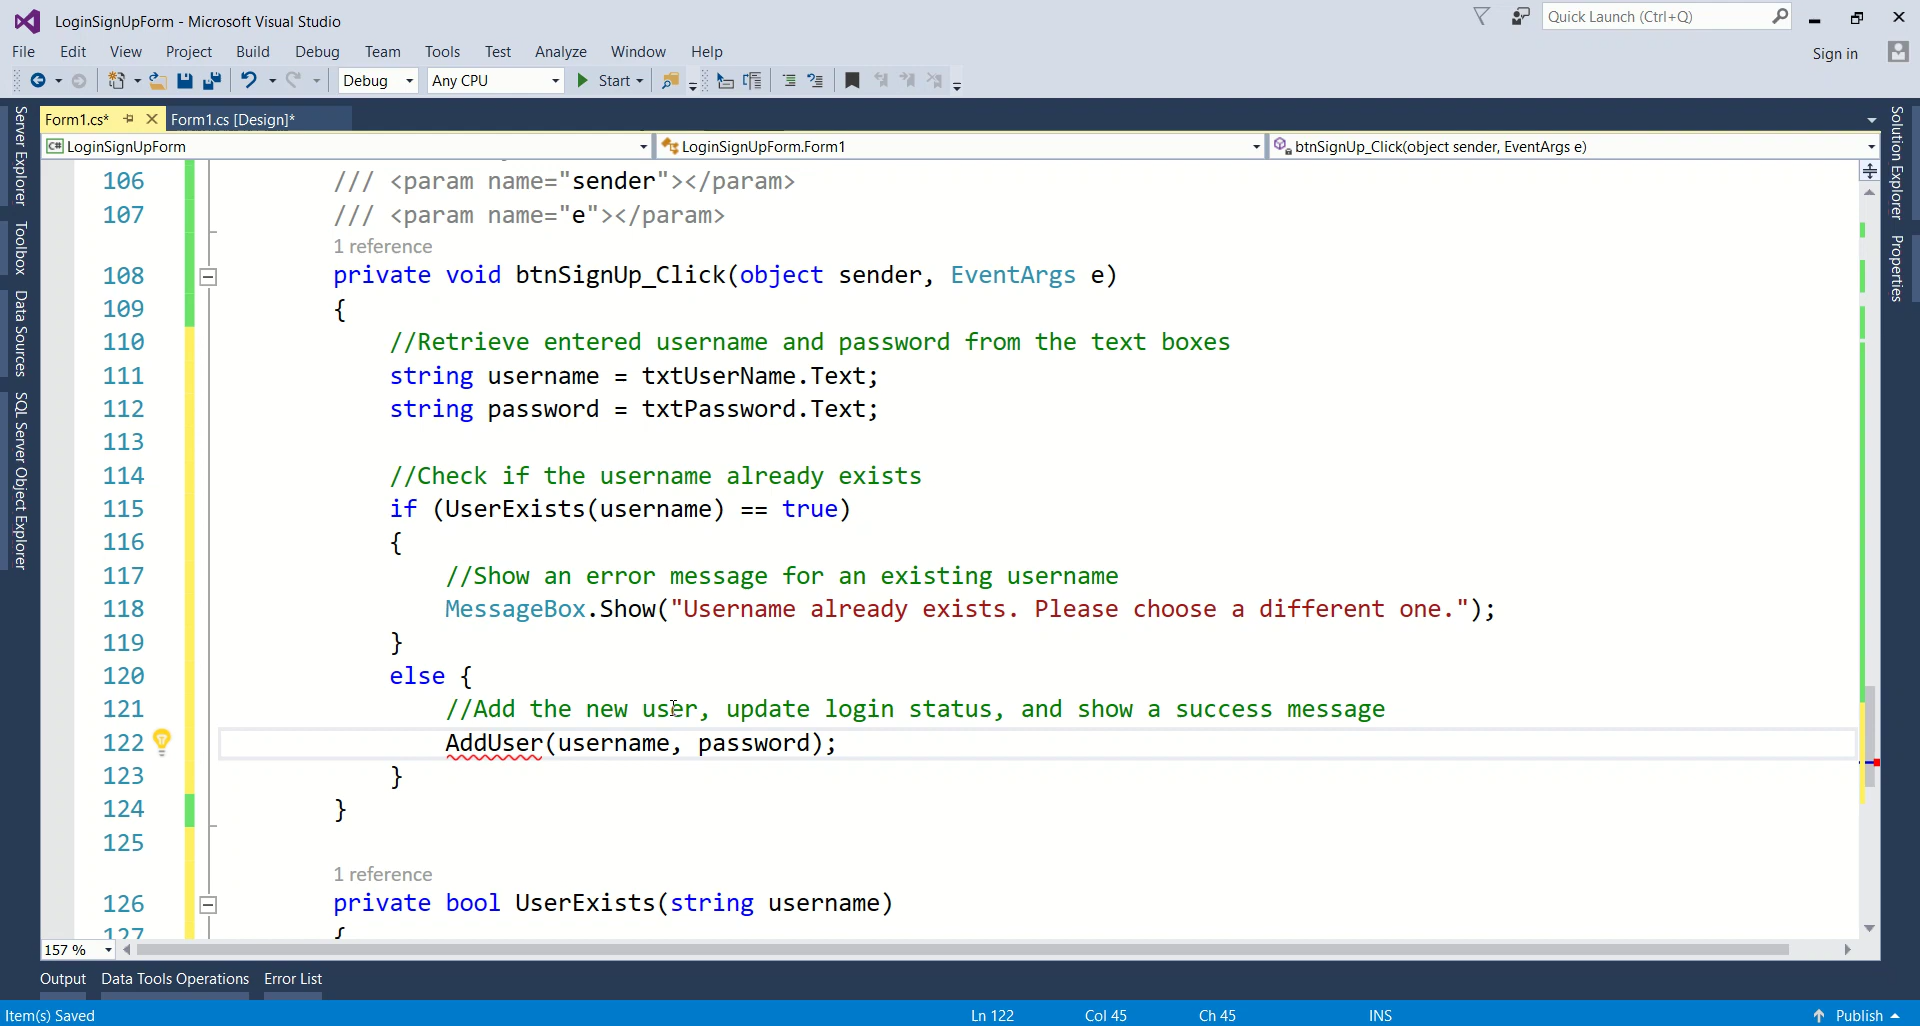 LoginSignUpForm - Microsoft Visual Studio
Quick Launch (Ctrl+Q)
File Edit View Project Build Debug Team Tools Test Analyze Window Help
Sign in
Debug Any CPU Start
Form1.cs* Form1.cs [Design]*
C# LoginSignUpForm LoginSignUpForm.Form1 btnSignUp_Click(object sender, EventArgs e)
Server Explorer
Toolbox
Data Sources
SQL Server Object Explorer
Solution Explorer
Properties
106 /// <param name="sender"></param>
107 /// <param name="e"></param>
1 reference
108 private void btnSignUp_Click(object sender, EventArgs e)
109 {
110 //Retrieve entered username and password from the text boxes
111 string username = txtUserName.Text;
112 string password = txtPassword.Text;
113
114 //Check if the username already exists
115 if (UserExists(username) == true)
116 {
117 //Show an error message for an existing username
118 MessageBox.Show("Username already exists. Please choose a different one.");
119 }
120 else {
121 //Add the new user, update login status, and show a success message
122 AddUser(username, password);
123 }
124 }
125
1 reference
126 private bool UserExists(string username)
127 {
157 %
Output Data Tools Operations Error List
Item(s) Saved Ln 122 Col 45 Ch 45 INS Publish